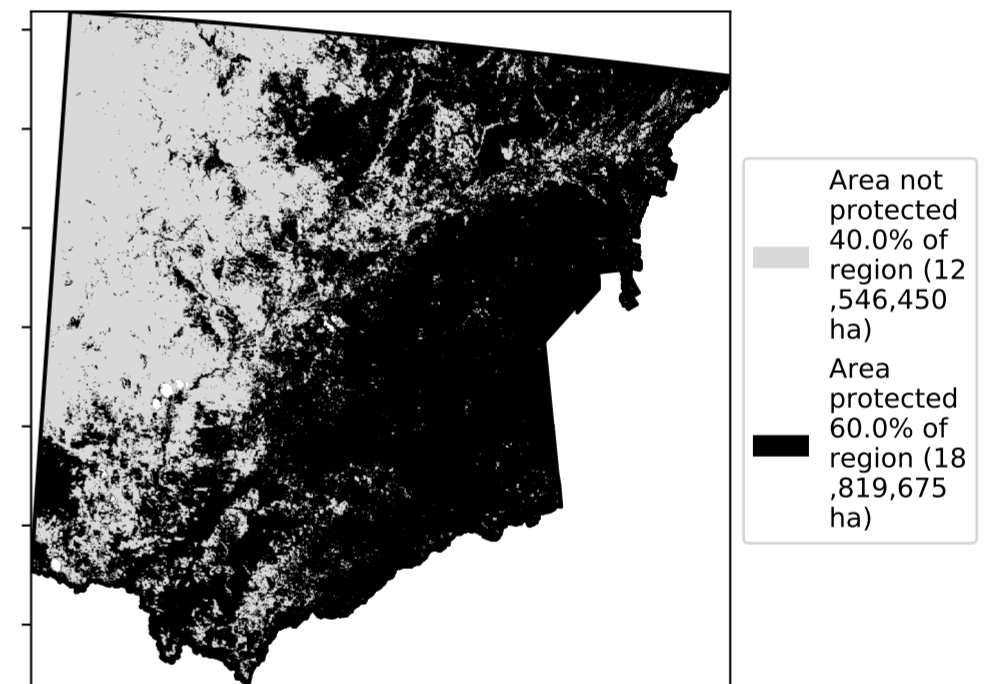 Area not
protected
40.0% of
region (12
,546,450
ha)
Area
protected
60.0% of
region (18
,819,675
ha)